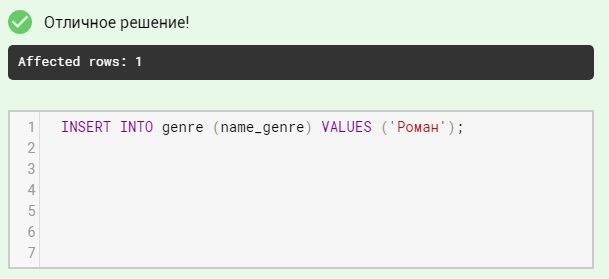 Отличное решение!
Affected rows: 1
1 INSERT INTO genre (name_genre) VALUES ('Роман');
2
3
4
5
6
7